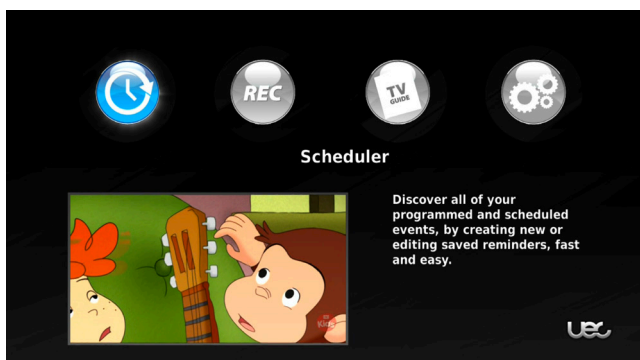 REC
TV
GUIDE
Scheduler
Discover all of your
programmed and scheduled
events, by creating new or
editing saved reminders, fast
and easy.
Kids
UEC